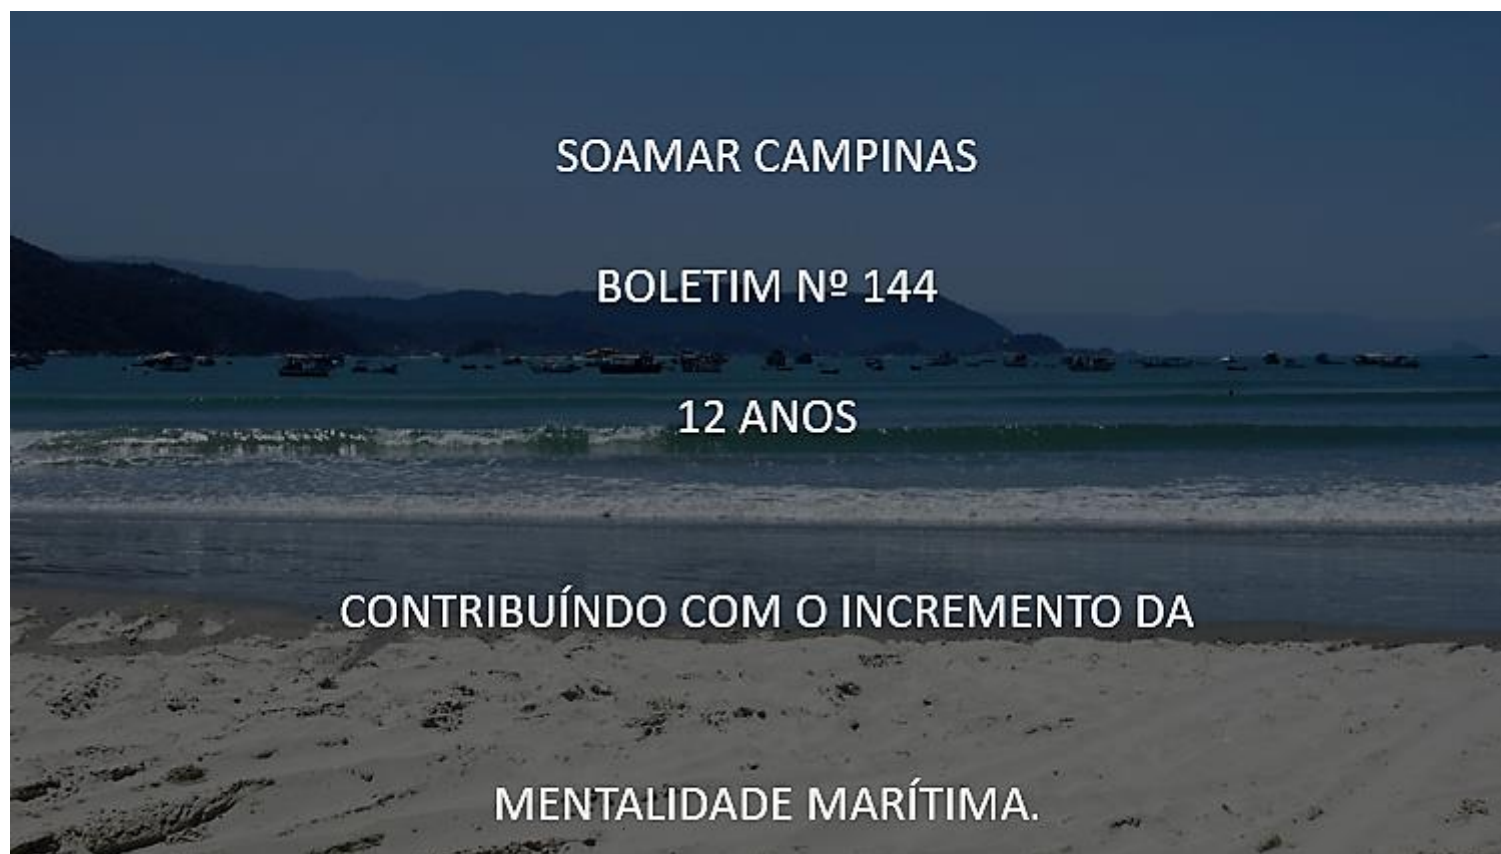 SOAMAR CAMPINAS
BOLETIM Nº 144
12 ANOS
CONTRIBUÍNDO COM O INCREMENTO DA
MENTALIDADE MARÍTIMA.